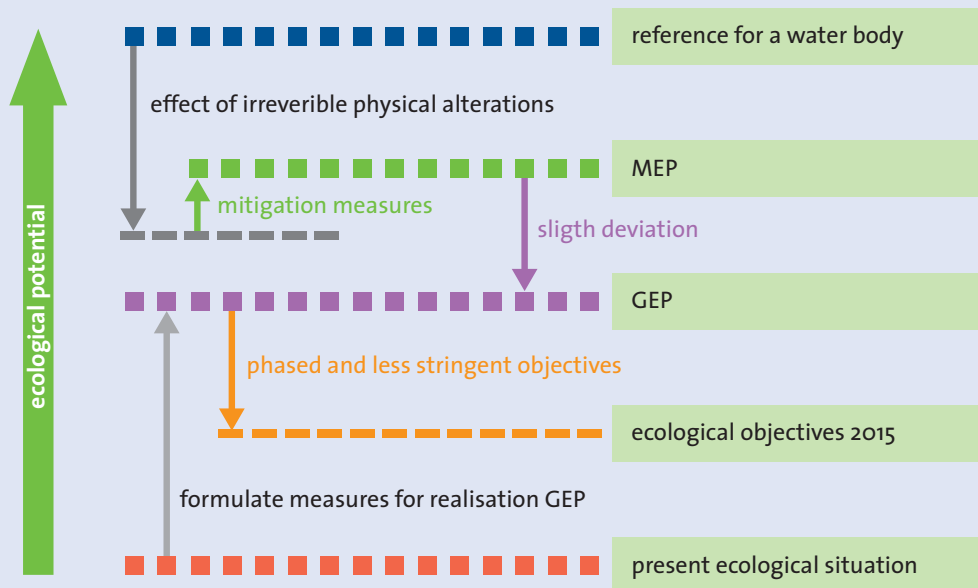 reference for a water body
effect of irreverible physical alterations
MEP
mitigation measures
sligth deviation
ecological potential
GEP
phased and less stringent objectives
ecological objectives 2015
formulate measures for realisation GEP
present ecological situation